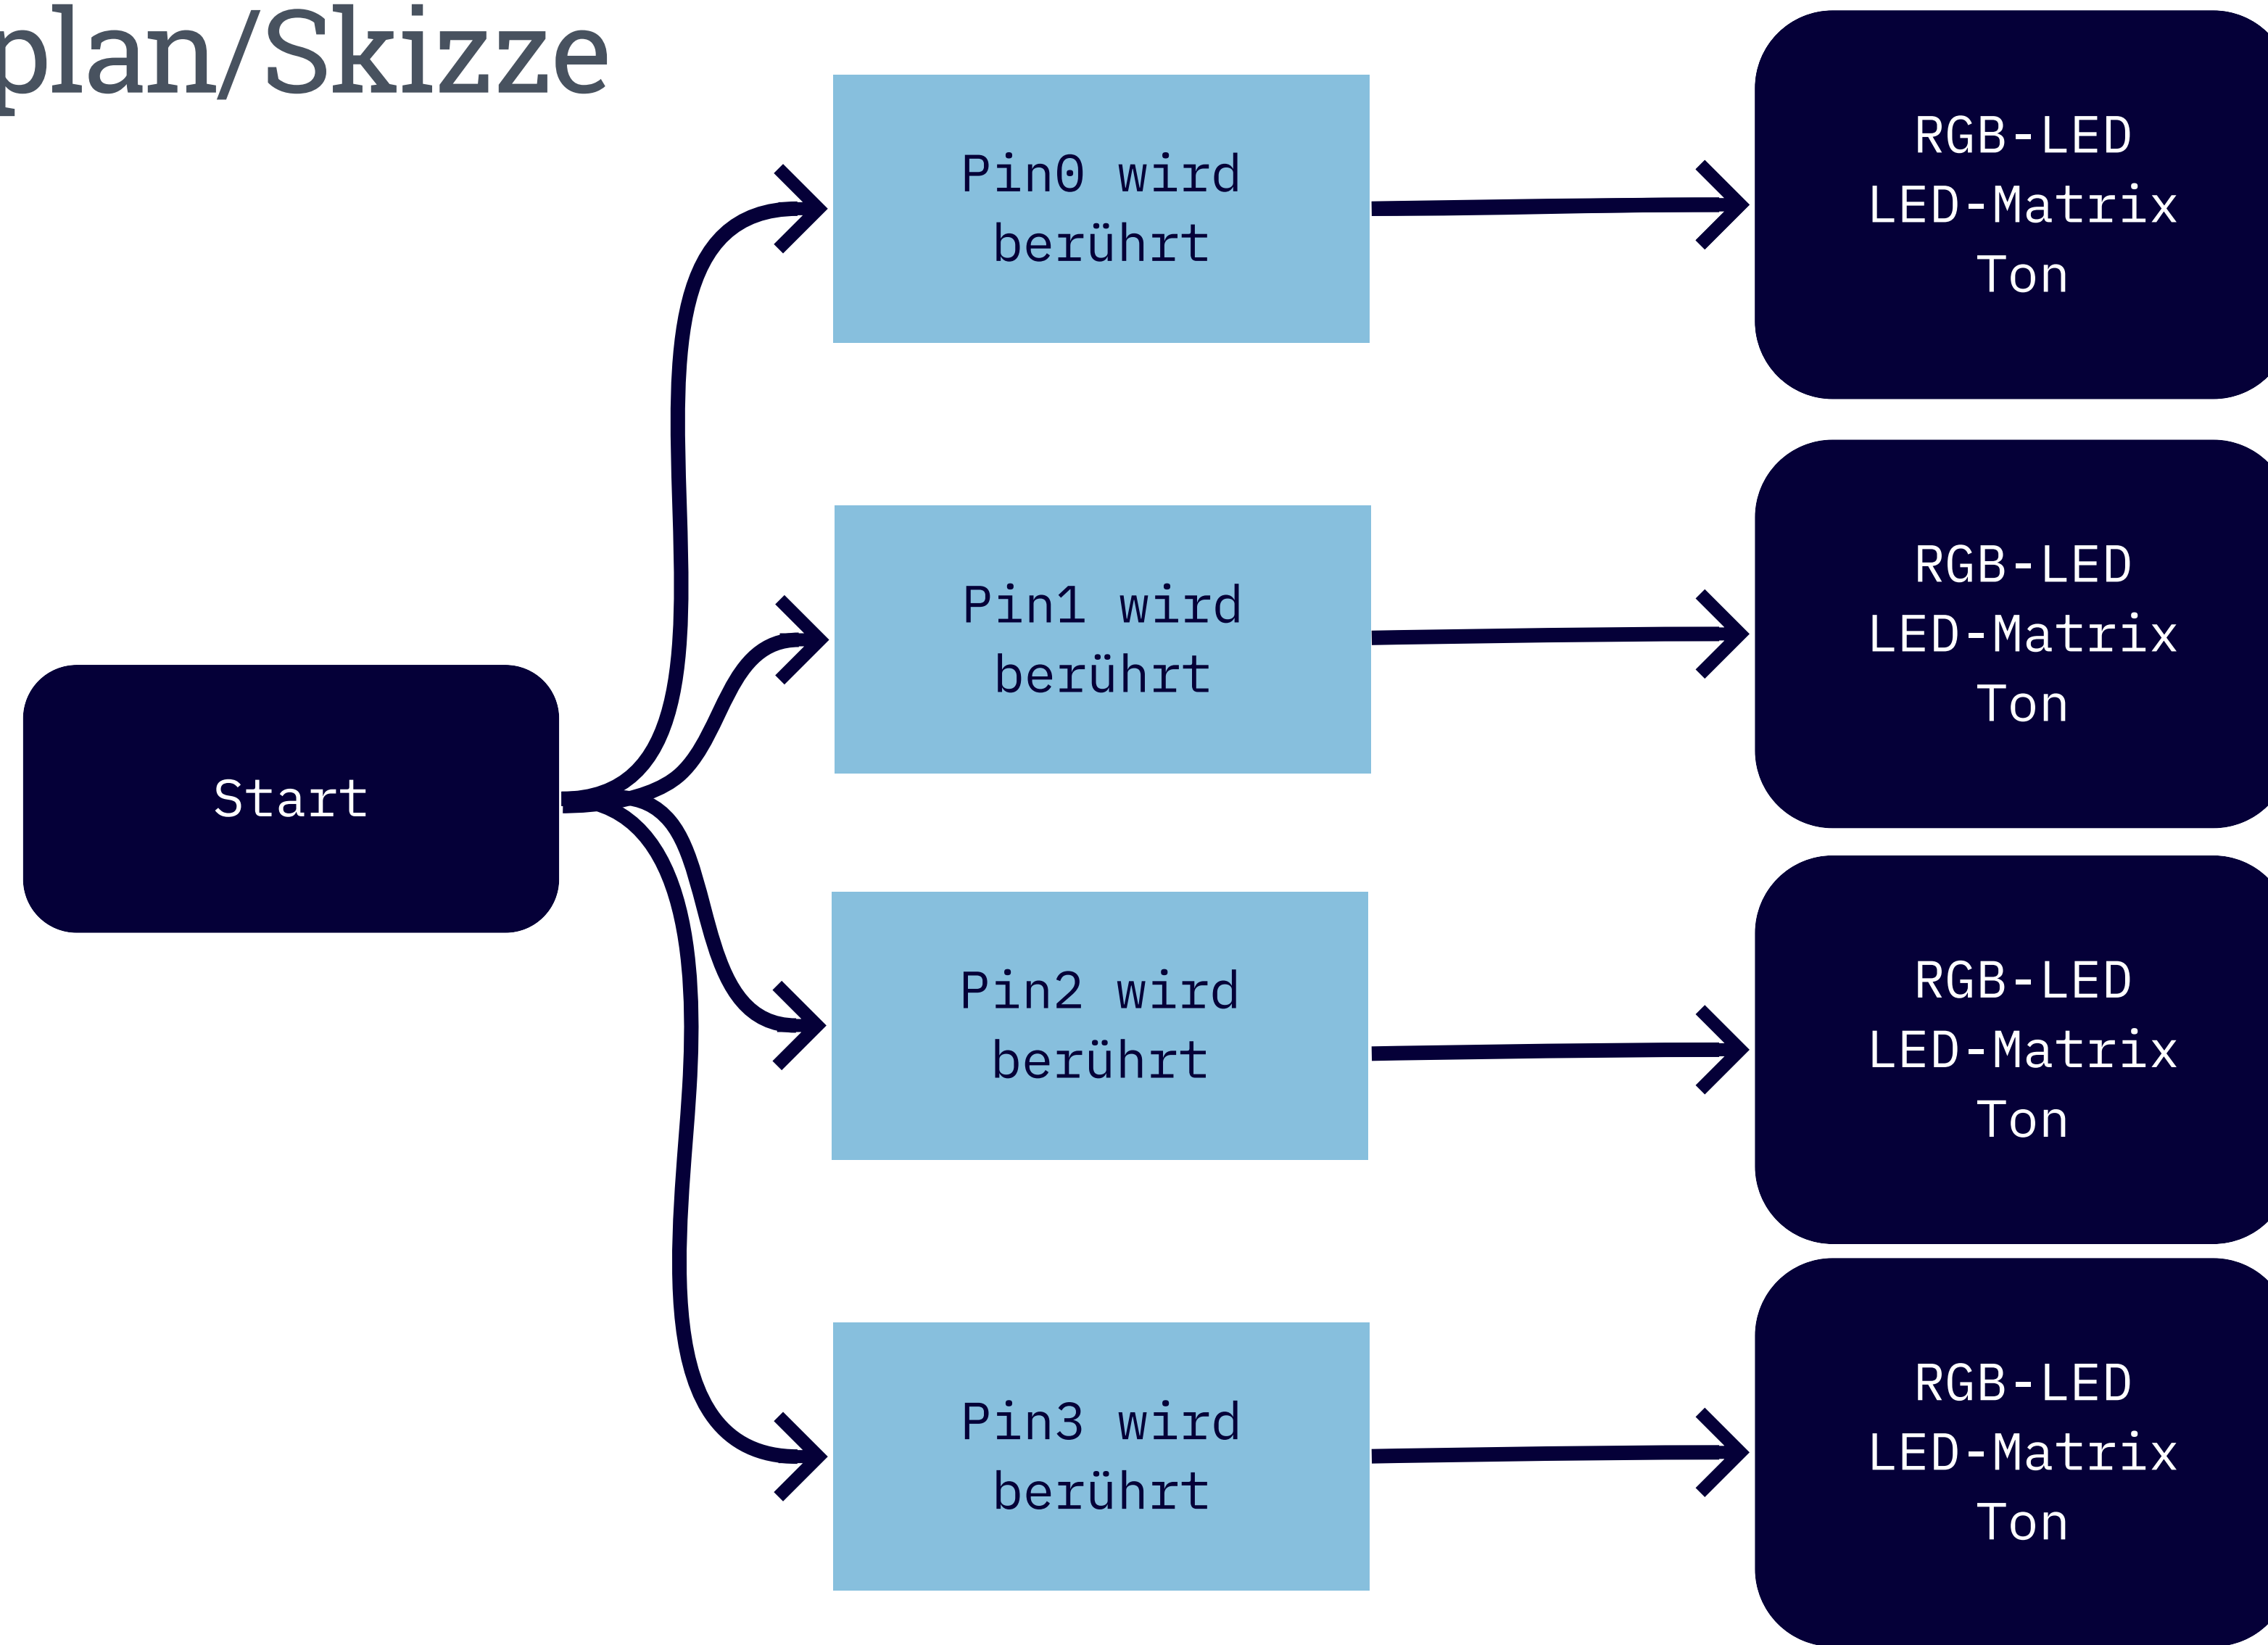 plan/Skizze
Start
Pin0 wird
berührt
RGB-LED
LED-Matrix
Ton
Pin1 wird
berührt
RGB-LED
LED-Matrix
Ton
Pin2 wird
berührt
RGB-LED
LED-Matrix
Ton
Pin3 wird
berührt
RGB-LED
LED-Matrix
Ton